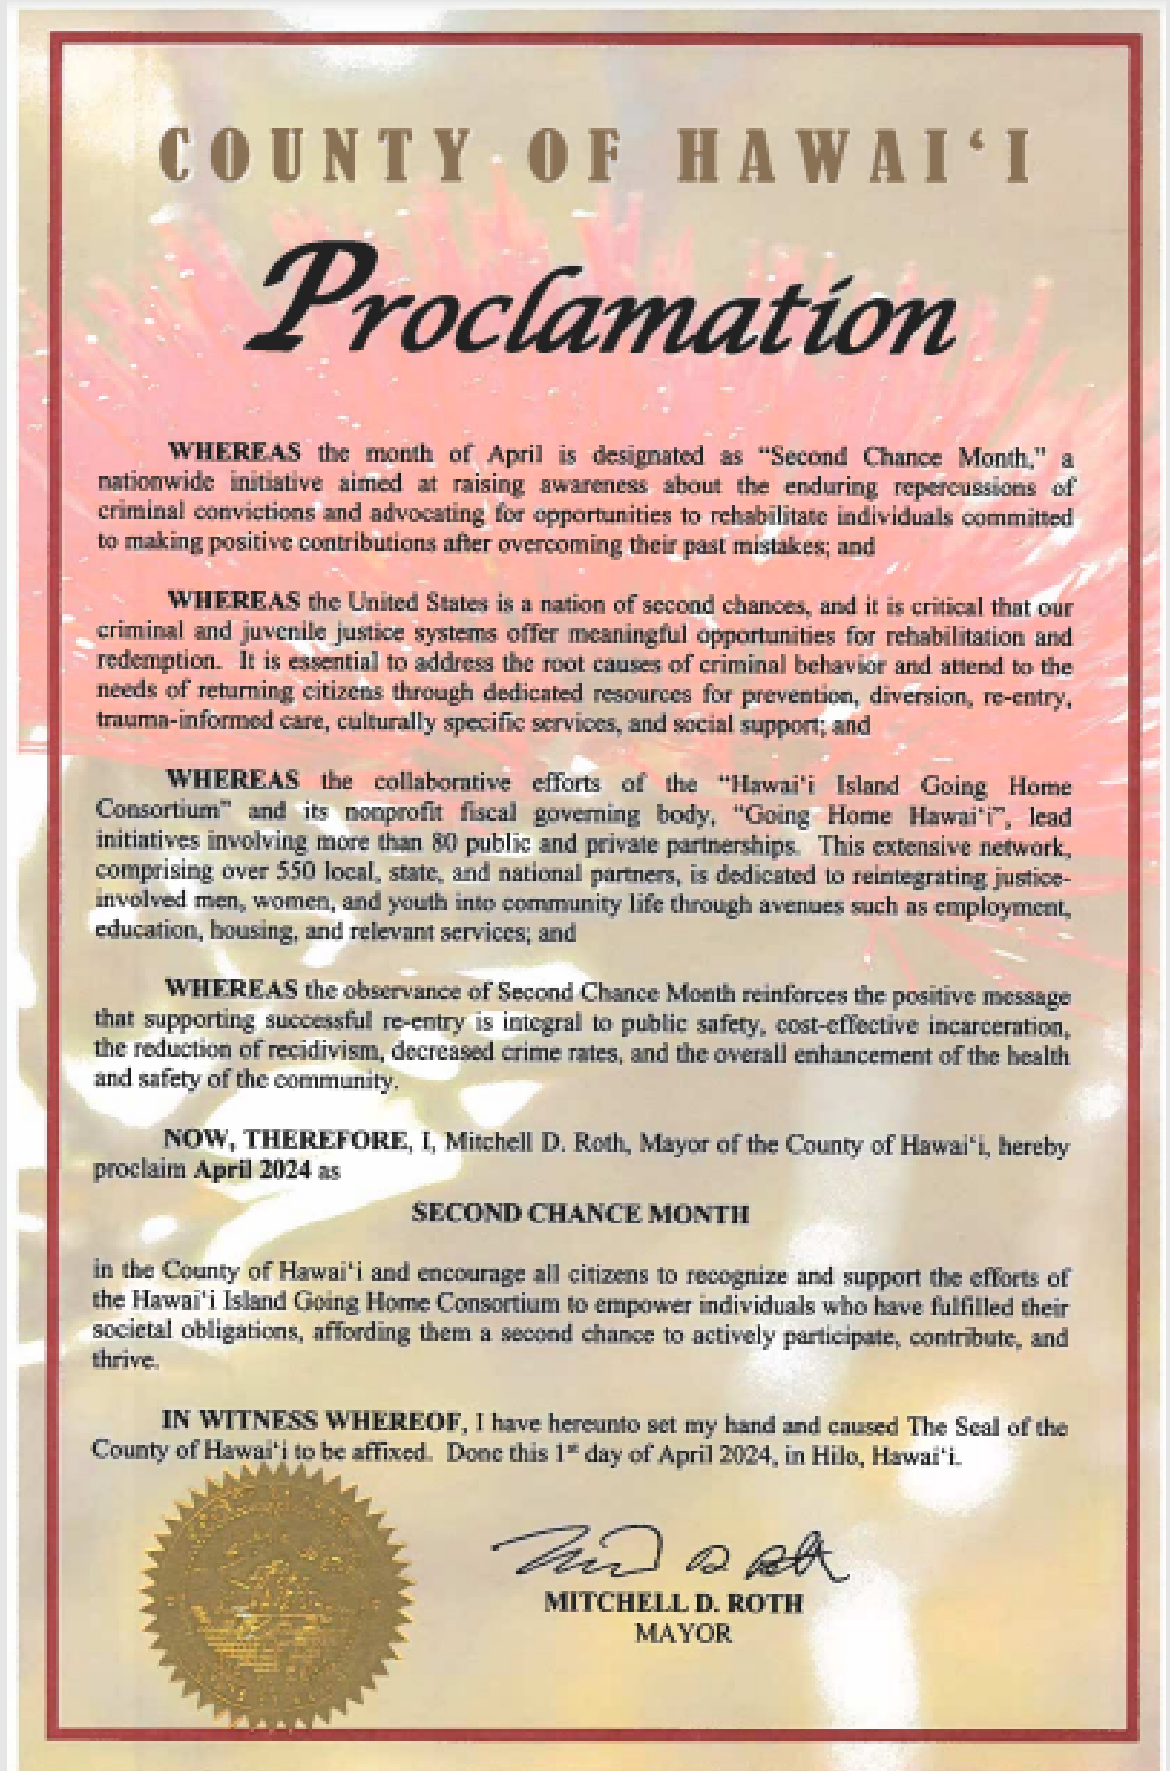 COUNTY OF HAWAI‘I
Proclamation
WHEREAS the month of April is designated as “Second Chance Month,” a
nationwide initiative aimed at raising awareness about the enduring repercussions of
criminal convictions and advocating for opportunities to rehabilitate individuals committed
to making positive contributions after overcoming their past mistakes; and
WHEREAS the United States is a nation of second chances, and it is critical that our
criminal and juvenile justice systems offer meaningful opportunities for rehabilitation and
redemption. It is essential to address the root causes of criminal behavior and attend to the
needs of returning citizens through dedicated resources for prevention, diversion, re-entry,
trauma-informed care, culturally specific services, and social support; and
WHEREAS the collaborative efforts of the “Hawai‘i Island Going Home
Consortium” and its nonprofit fiscal governing body, “Going Home Hawai‘i”, lead
initiatives involving more than 80 public and private partnerships. This extensive network,
comprising over 550 local, state, and national partners, is dedicated to reintegrating justice-
involved men, women, and youth into community life through avenues such as employment,
education, housing, and relevant services; and
WHEREAS the observance of Second Chance Month reinforces the positive message
that supporting successful re-entry is integral to public safety, cost-effective incarceration,
the reduction of recidivism, decreased crime rates, and the overall enhancement of the health
and safety of the community.
NOW, THEREFORE, I, Mitchell D. Roth, Mayor of the County of Hawai‘i, hereby
proclaim April 2024 as
SECOND CHANCE MONTH
in the County of Hawai‘i and encourage all citizens to recognize and support the efforts of
the Hawai‘i Island Going Home Consortium to empower individuals who have fulfilled their
societal obligations, affording them a second chance to actively participate, contribute, and
thrive.
IN WITNESS WHEREOF, I have hereunto set my hand and caused The Seal of the
County of Hawai‘i to be affixed. Done this 1st day of April 2024, in Hilo, Hawai‘i.
MITCHELL D. ROTH
MAYOR